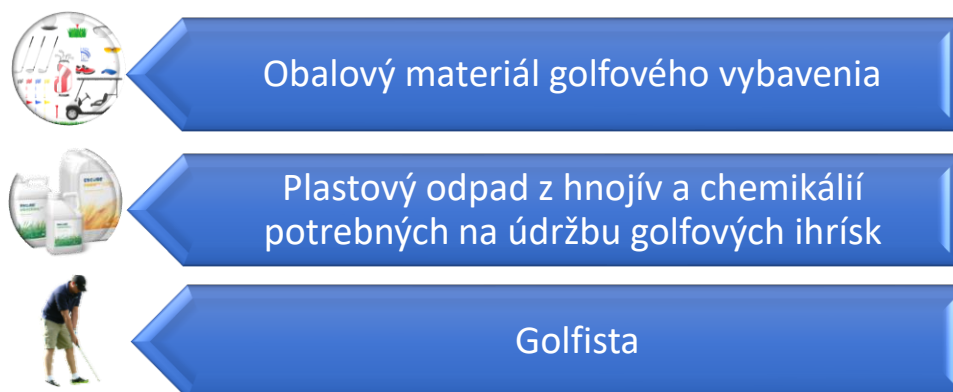 Obalový materiál golfového vybavenia
Plastový odpad z hnojív a chemikálií
potrebných na údržbu golfových ihrísk
Golfista